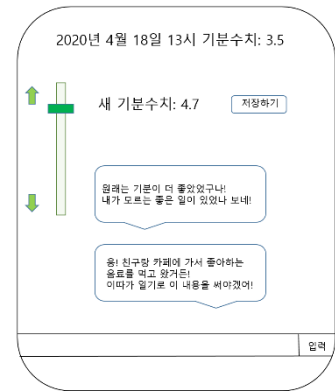 2020년 4월 18일 13시 기분수치: 3.5
새 기분수치: 4.7
저장하기
원래는 기분이 더 좋았었구나!
내가 모르는 좋은 일이 있었나 보네!
응! 친구랑 카페에 가서 좋아하는
음료를 먹고 왔거든!
이따가 일기로 이 내용을 써야겠어!
입력